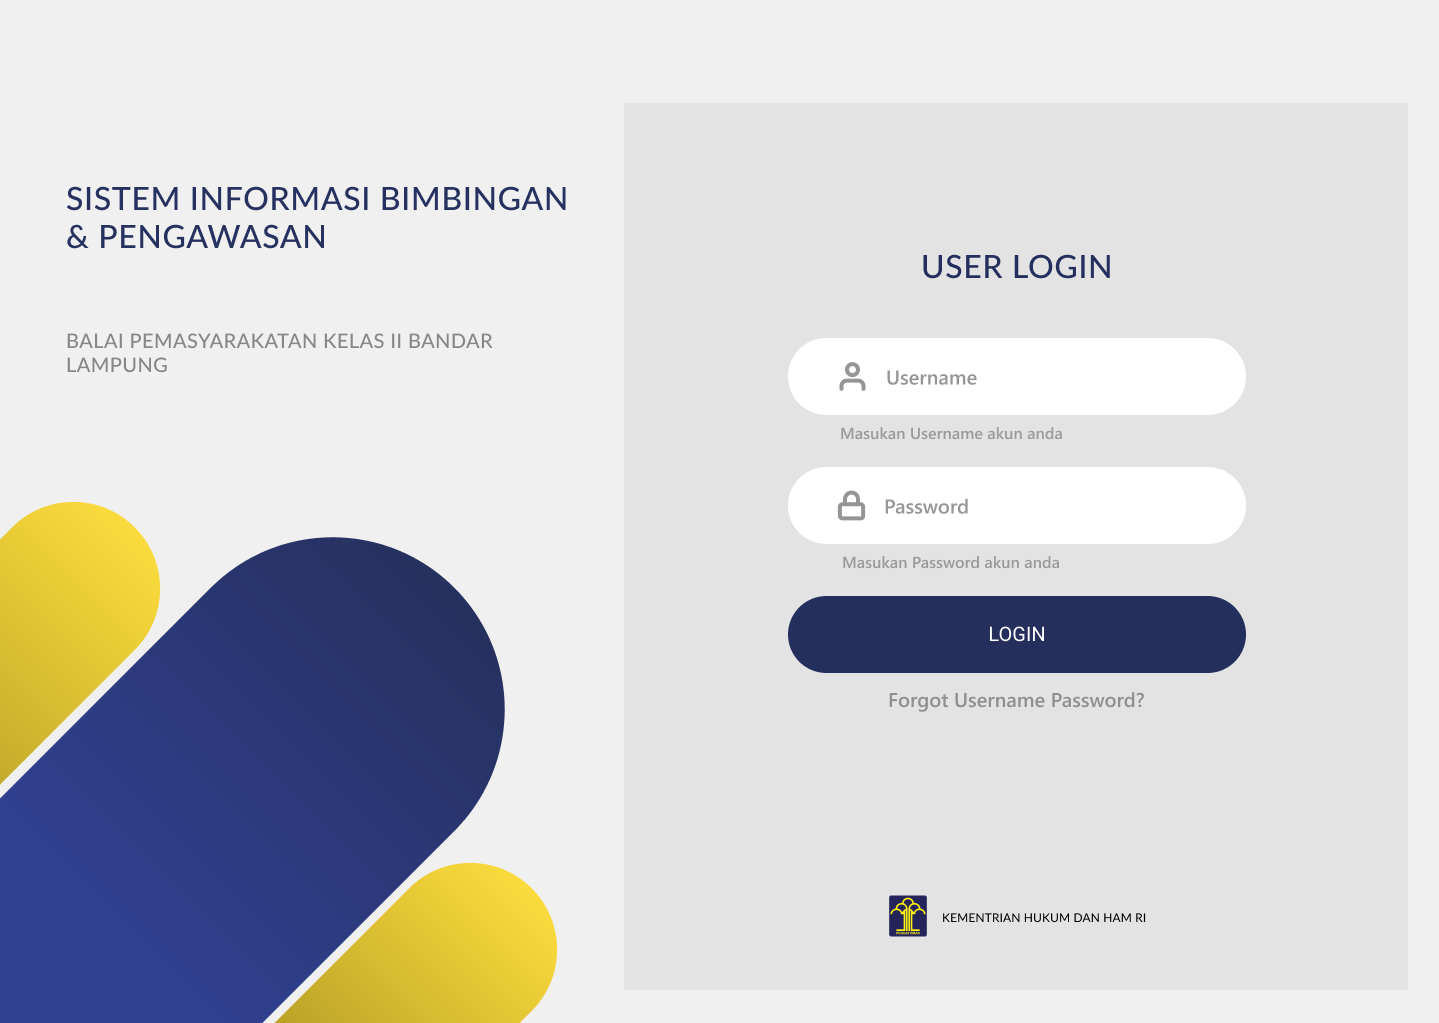 SISTEM INFORMASI BIMBINGAN
& PENGAWASAN
BALAI PEMASYARAKATAN KELAS II BANDAR
LAMPUNG
USER LOGIN
Username
Masukan Username akun anda
Password
Masukan Password akun anda
LOGIN
Forgot Username Password?
KEMENTRIAN HUKUM DAN HAM RI